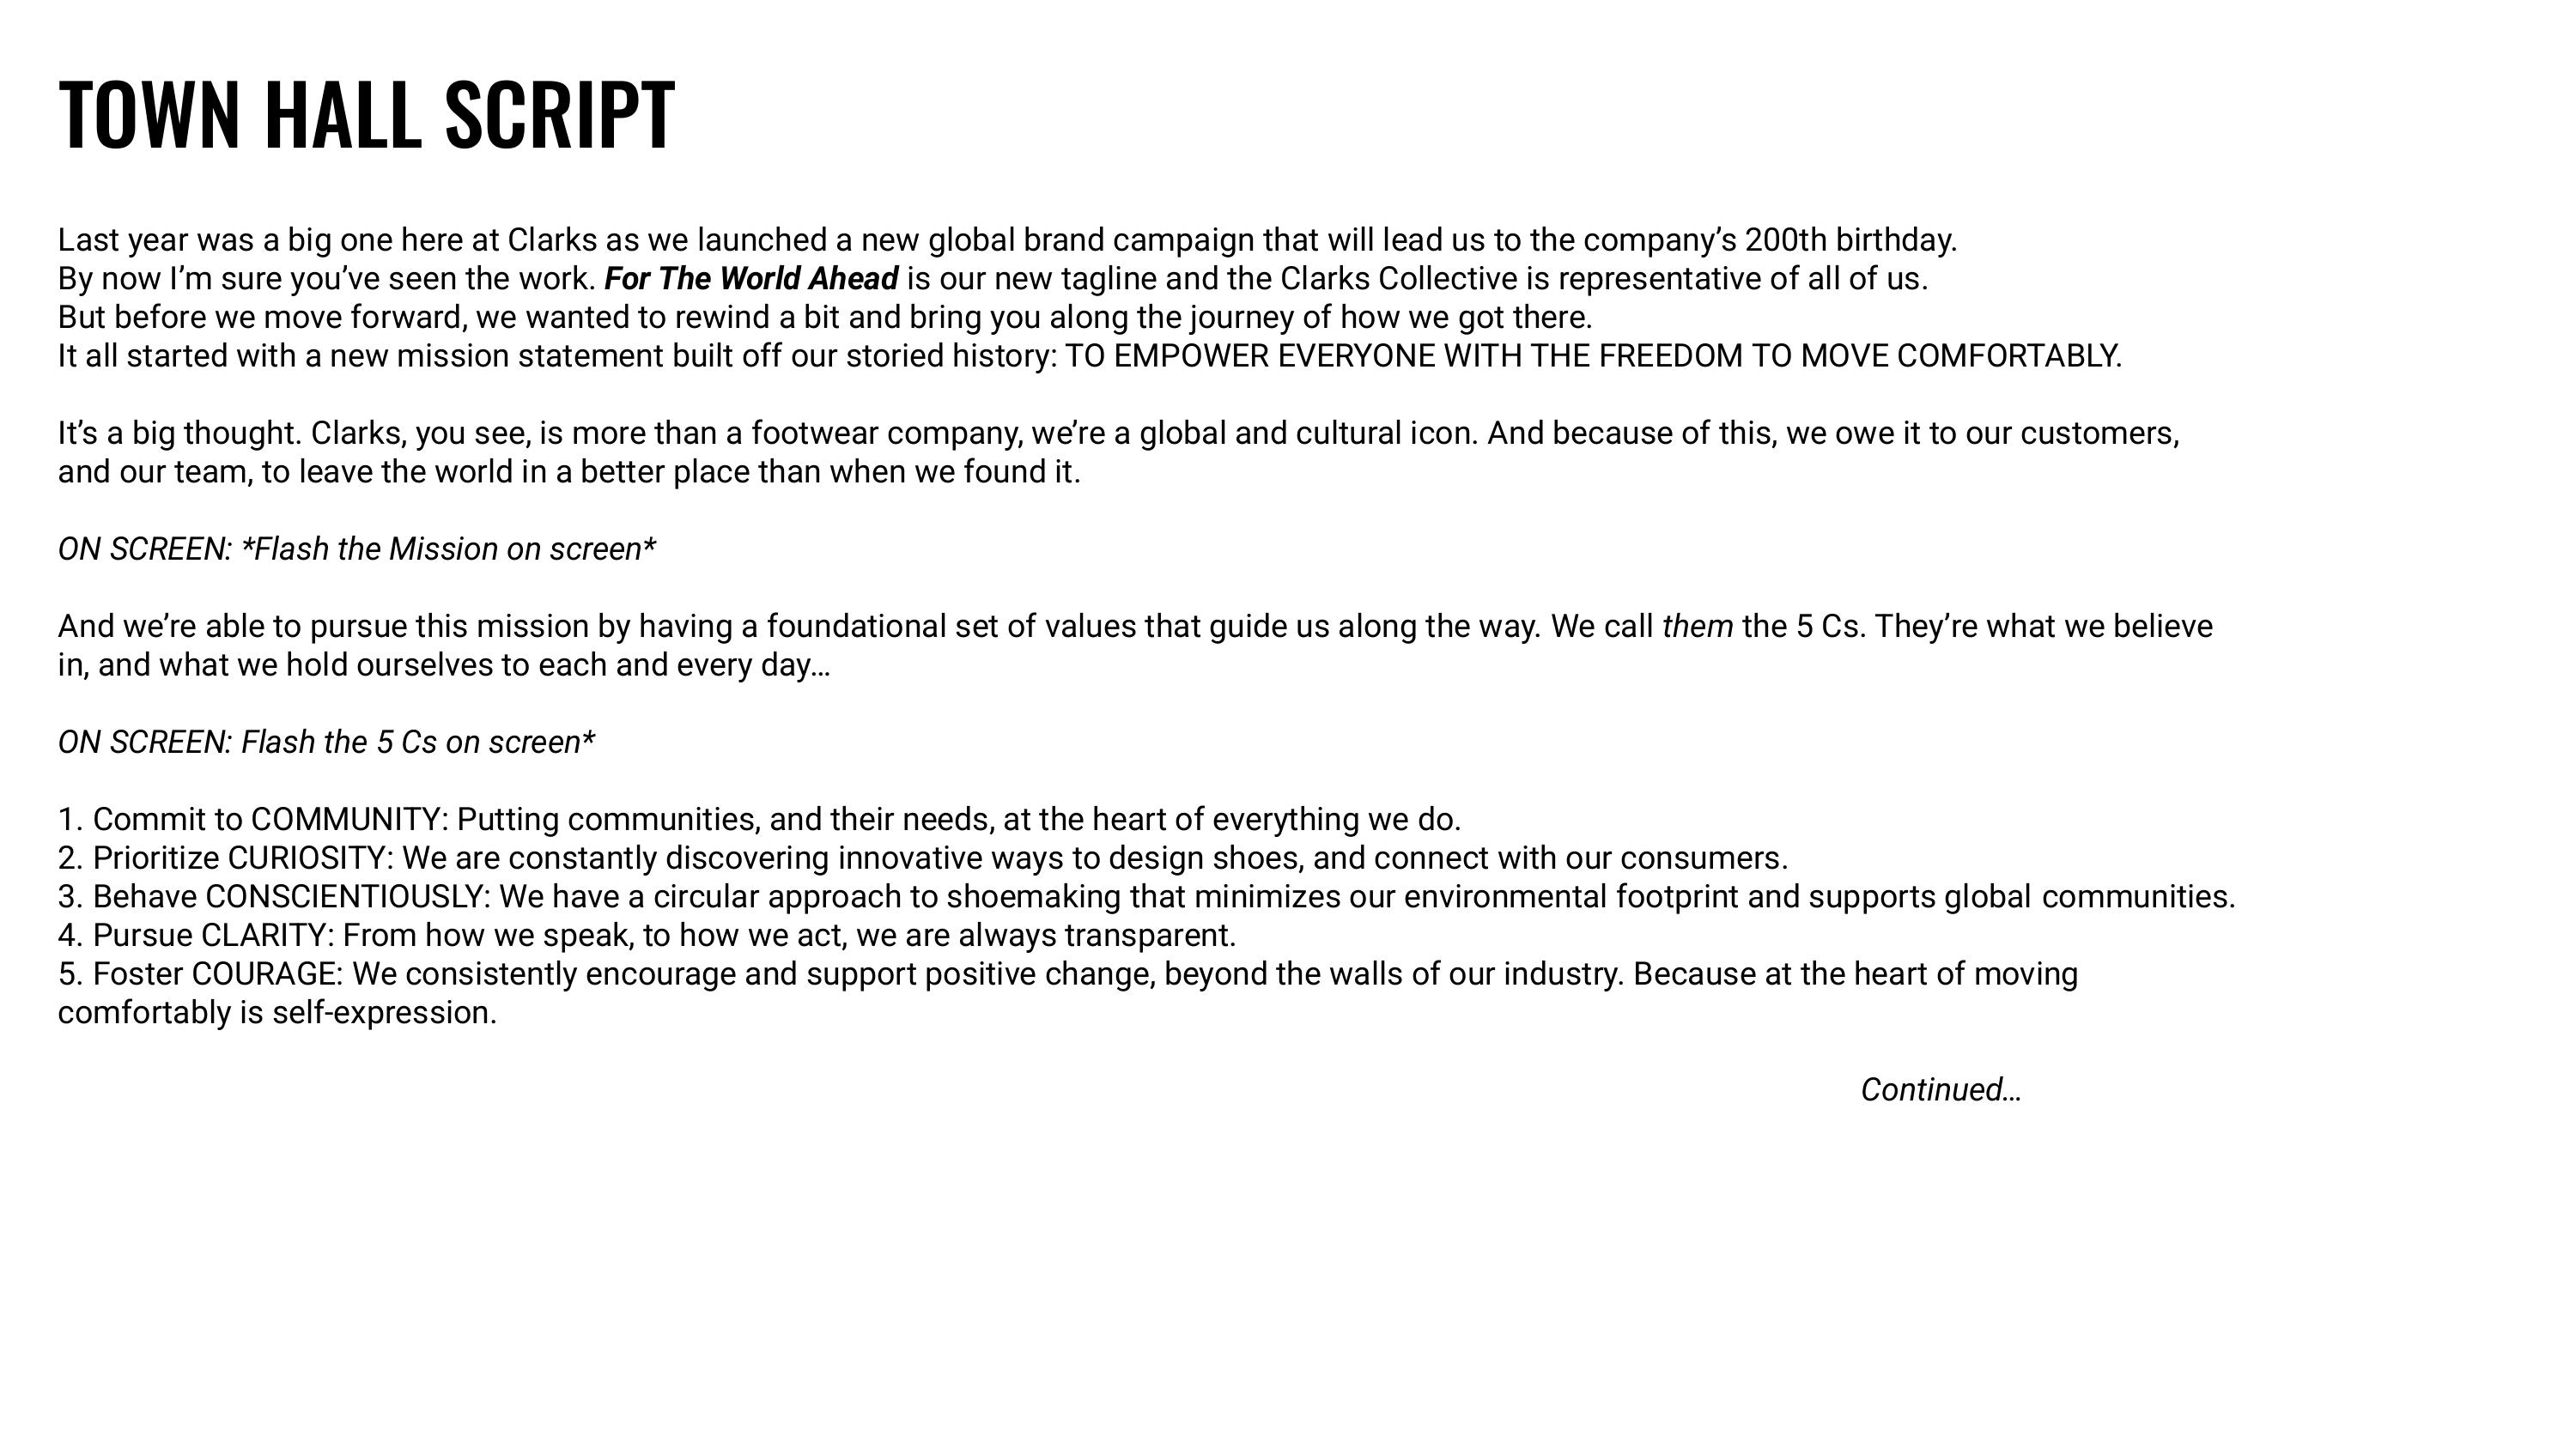 TOWN HALL SCRIPT
Last year was a big one here at Clarks as we launched a new global brand campaign that will lead us to the company’s 200th birthday.
By now I’m sure you’ve seen the work. For The World Ahead is our new tagline and the Clarks Collective is representative of all of us.
But before we move forward, we wanted to rewind a bit and bring you along the journey of how we got there.
It all started with a new mission statement built off our storied history: TO EMPOWER EVERYONE WITH THE FREEDOM TO MOVE COMFORTABLY.
It’s a big thought. Clarks, you see, is more than a footwear company, we’re a global and cultural icon. And because of this, we owe it to our customers,
and our team, to leave the world in a better place than when we found it.
ON SCREEN: *Flash the Mission on screen*
And we’re able to pursue this mission by having a foundational set of values that guide us along the way. We call them the 5 Cs. They’re what we believe
in, and what we hold ourselves to each and every day…
ON SCREEN: Flash the 5 Cs on screen*
1. Commit to COMMUNITY: Putting communities, and their needs, at the heart of everything we do.
2. Prioritize CURIOSITY: We are constantly discovering innovative ways to design shoes, and connect with our consumers.
3. Behave CONSCIENTIOUSLY: We have a circular approach to shoemaking that minimizes our environmental footprint and supports global communities.
4. Pursue CLARITY: From how we speak, to how we act, we are always transparent.
5. Foster COURAGE: We consistently encourage and support positive change, beyond the walls of our industry. Because at the heart of moving
comfortably is self-expression.
Continued…